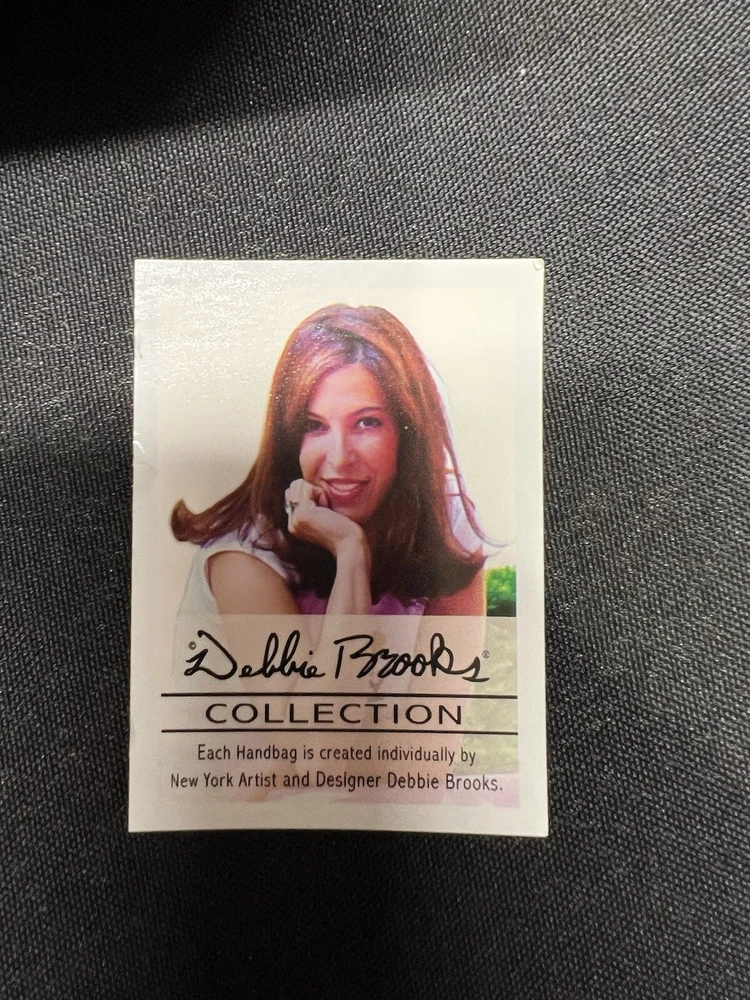 © Debbie Brooks ©
COLLECTION
Each Handbag is created individually by
New York Artist and Designer Debbie Brooks.